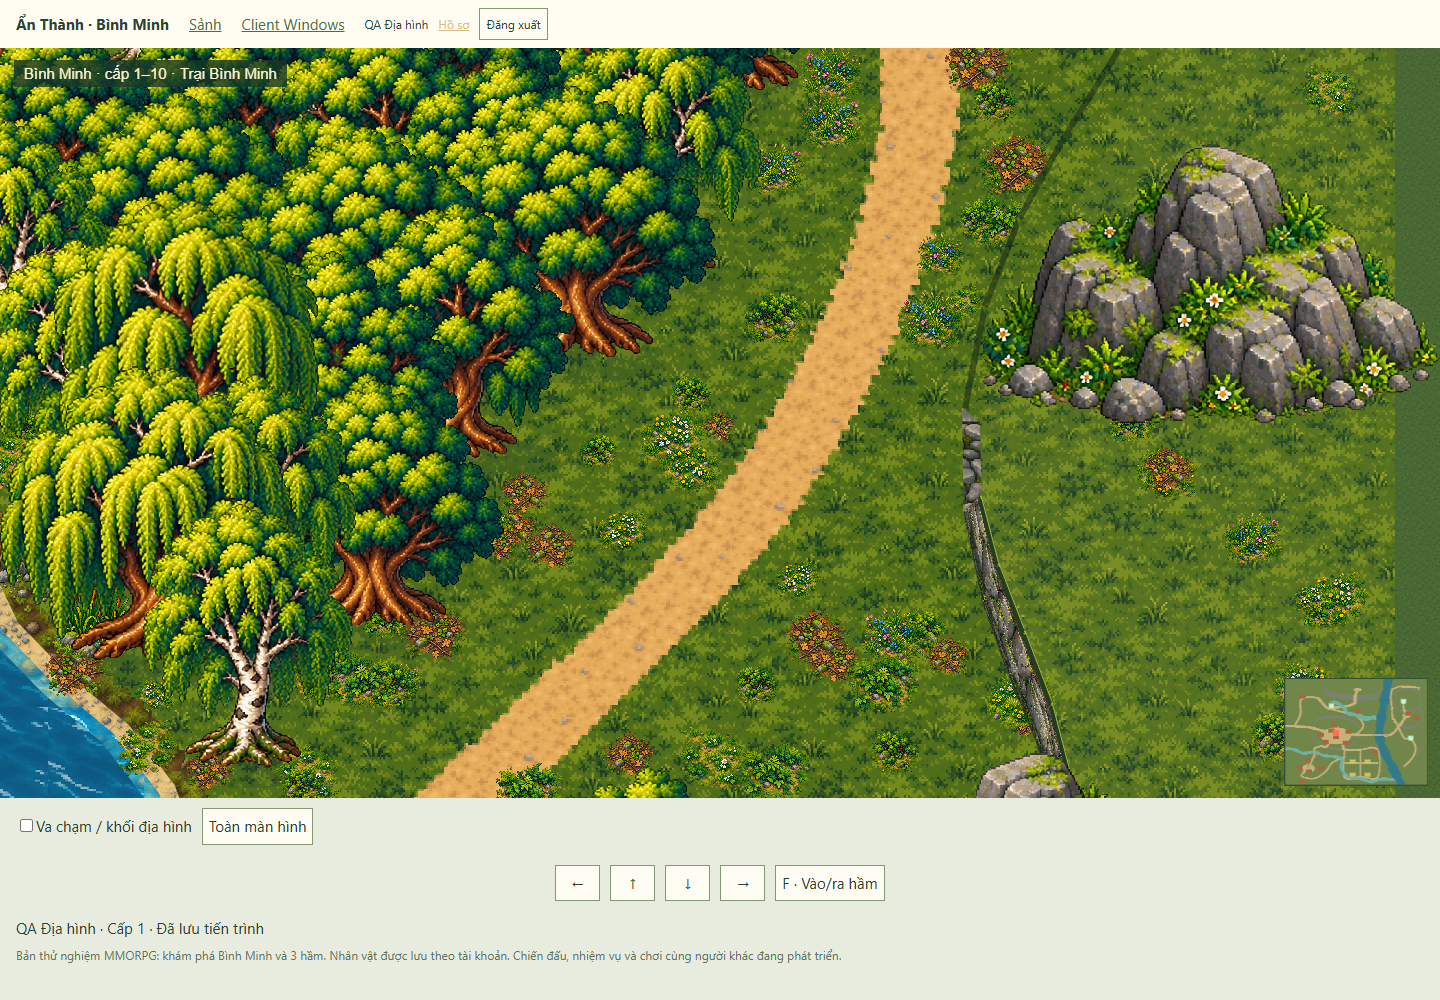 Ẩn Thành · Bình Minh Sảnh Client Windows QA Địa hình Hồ sơ Đăng xuất
Bình Minh · cấp 1–10 · Trại Bình Minh
Va chạm / khối địa hình Toàn màn hình
← ↑ ↓ → F · Vào/ra hầm
QA Địa hình · Cấp 1 · Đã lưu tiến trình
Bản thử nghiệm MMORPG: khám phá Bình Minh và 3 hầm. Nhân vật được lưu theo tài khoản. Chiến đấu, nhiệm vụ và chơi cùng người khác đang phát triển.